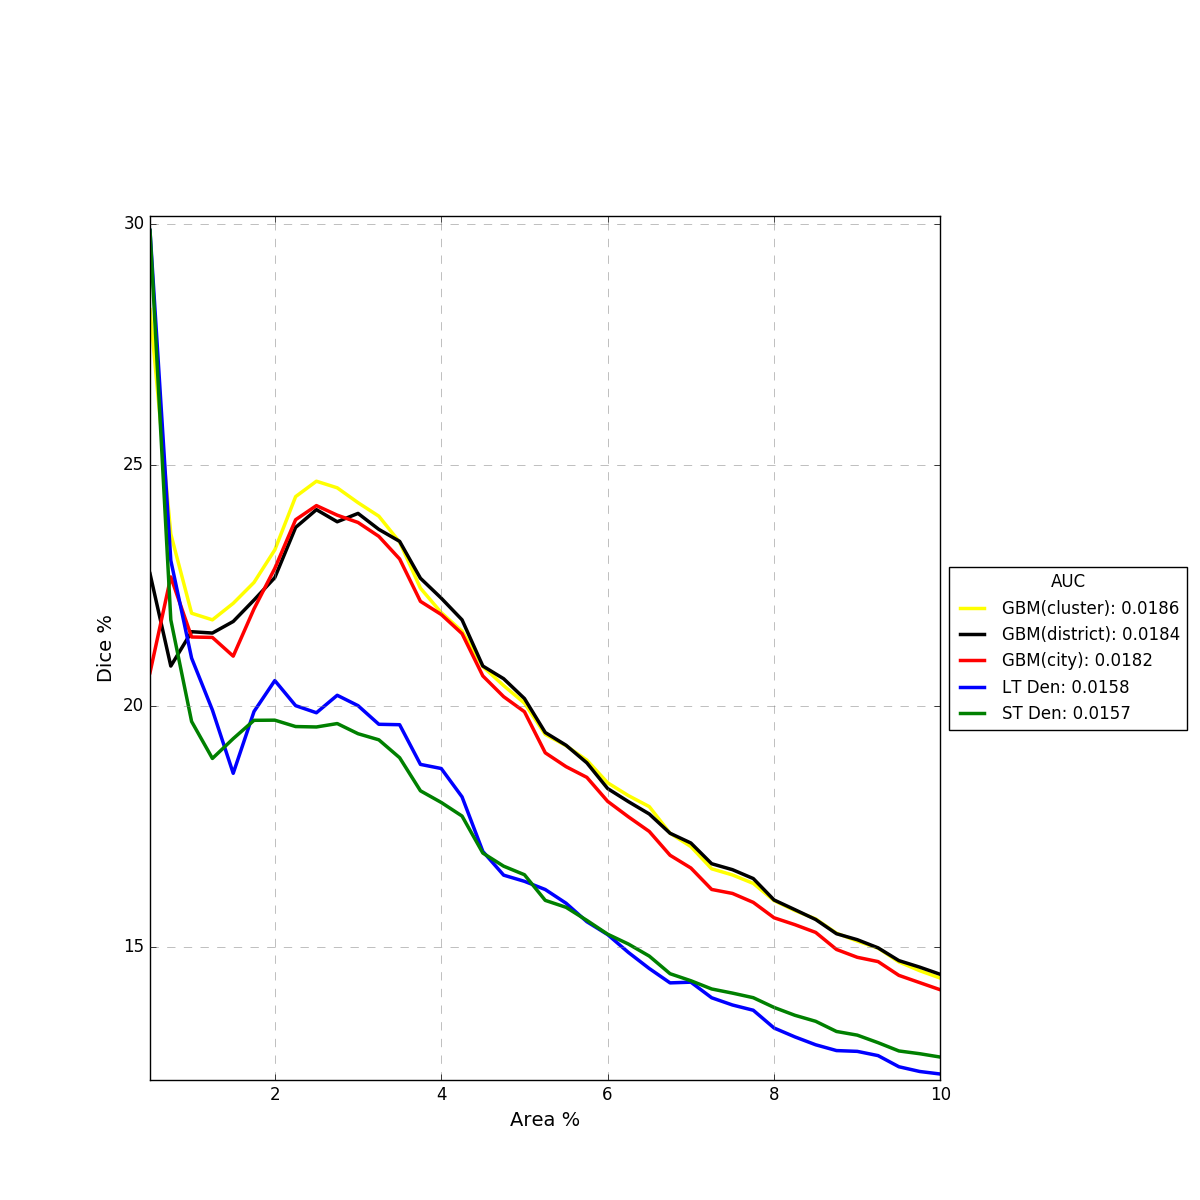 30
25
20
15
Dice %
2 4 6 8 10
Area %
AUC
GBM(cluster): 0.0186
GBM(district): 0.0184
GBM(city): 0.0182
LT Den: 0.0158
ST Den: 0.0157